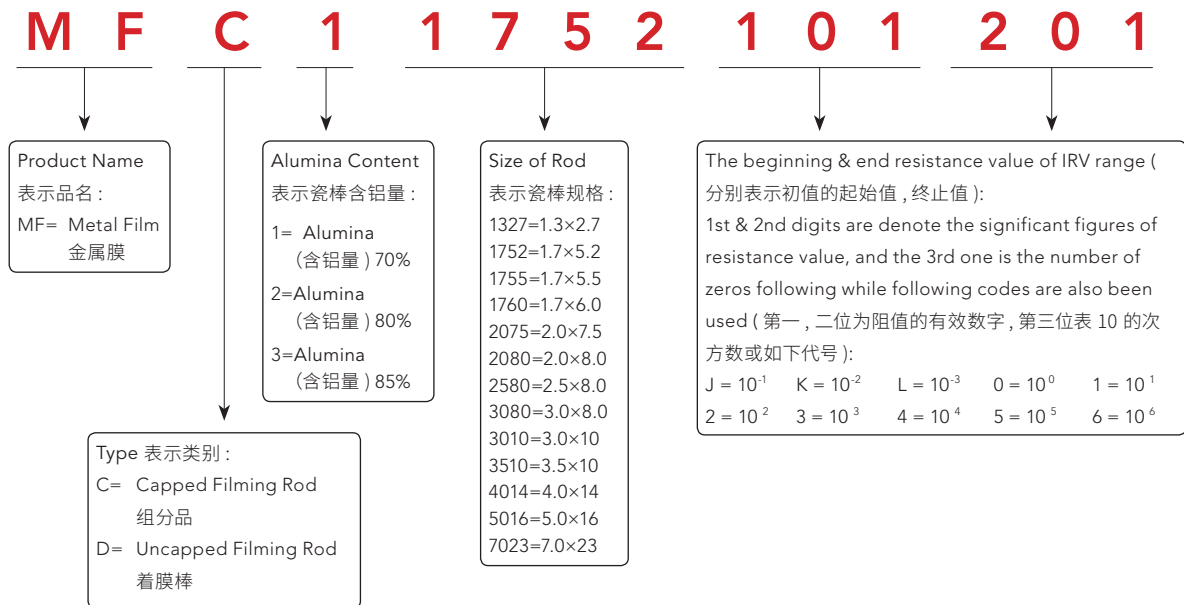 M F C 1 1 7 5 2 1 0 1 2 0 1
Product Name
表示品名 :
MF= Metal Film
金属膜
Alumina Content
表示瓷棒含铝量 :
1= Alumina
(含铝量 ) 70%
2=Alumina
(含铝量 ) 80%
3=Alumina
(含铝量 ) 85%
Size of Rod
表示瓷棒规格 :
1327=1.3×2.7
1752=1.7×5.2
1755=1.7×5.5
1760=1.7×6.0
2075=2.0×7.5
2080=2.0×8.0
2580=2.5×8.0
3080=3.0×8.0
3010=3.0×10
3510=3.5×10
4014=4.0×14
5016=5.0×16
7023=7.0×23
The beginning & end resistance value of IRV range (
分别表示初值的起始值 , 终止值 ):
1st & 2nd digits are denote the significant figures of
resistance value, and the 3rd one is the number of
zeros following while following codes are also been
used ( 第一 , 二位为阻值的有效数字 , 第三位表 10 的次
方数或如下代号 ):
J = 10⁻¹ K = 10⁻² L = 10⁻³ 0 = 10⁰ 1 = 10¹
2 = 10² 3 = 10³ 4 = 10⁴ 5 = 10⁵ 6 = 10⁶
Type 表示类别 :
C= Capped Filming Rod
组分品
D= Uncapped Filming Rod
着膜棒